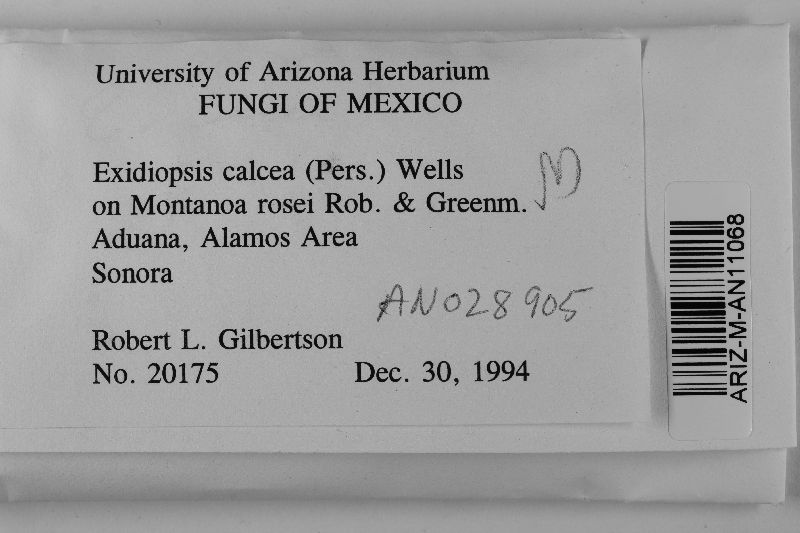 University of Arizona Herbarium
FUNGI OF MEXICO
Exidiopsis calcea (Pers.) Wells
on Montanoa rosei Rob. & Greenm.
Aduana, Alamos Area
Sonora
AN028905
Robert L. Gilbertson
No. 20175 Dec. 30, 1994
ARIZ-M-AN11068